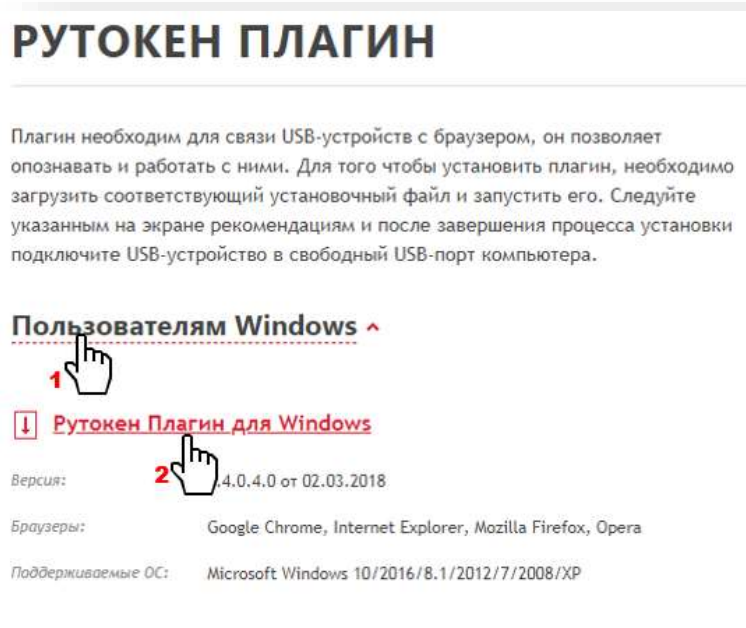 РУТОКЕН ПЛАГИН
Плагин необходим для связи USB-устройств с браузером, он позволяет
опознавать и работать с ними. Для того чтобы установить плагин, необходимо
загрузить соответствующий установочный файл и запустить его. Следуйте
указанным на экране рекомендациям и после завершения процесса установки
подключите USB-устройство в свободный USB-порт компьютера.
Пользователям Windows
1
Рутокен Плагин для Windows
2
Версия: .4.0.4.0 от 02.03.2018
Браузеры: Google Chrome, Internet Explorer, Mozilla Firefox, Opera
Поддерживаемые ОС: Microsoft Windows 10/2016/8.1/2012/7/2008/XP